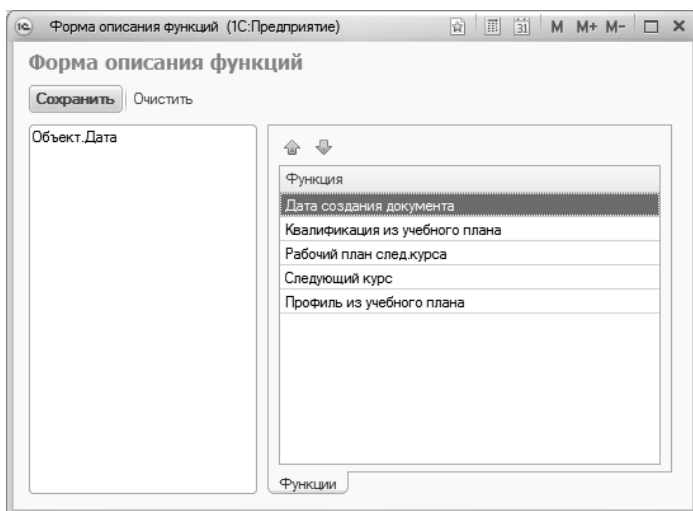 1С Форма описания функций (1С:Предприятие) 31 M M+ M-
Форма описания функций
Сохранить Очистить
Объект.Дата
Функция
Дата создания документа
Квалификация из учебного плана
Рабочий план след.курса
Следующий курс
Профиль из учебного плана
Функции